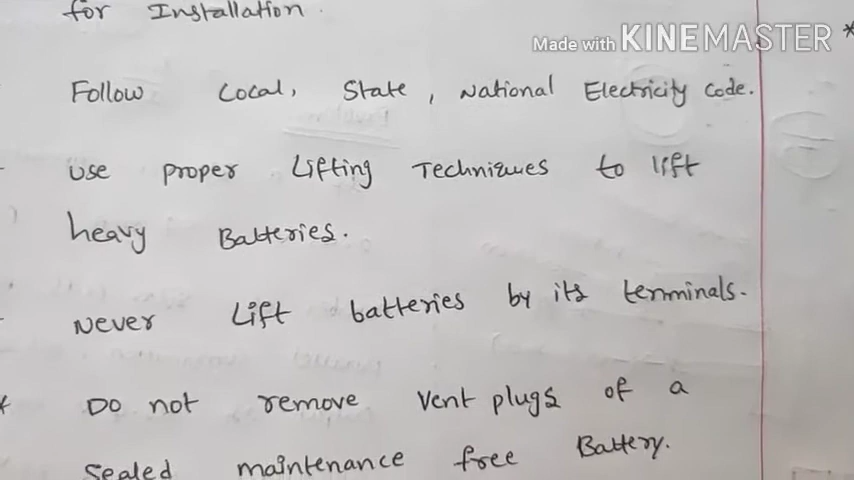 for Installation.
Made with KINEMASTER
*
Follow Local, State, National Electricity Code.
- use proper Lifting Techniques to lift
heavy Batteries.
- Never Lift batteries by its terminals.
* Do not remove vent plugs of a
sealed maintenance free Battery.